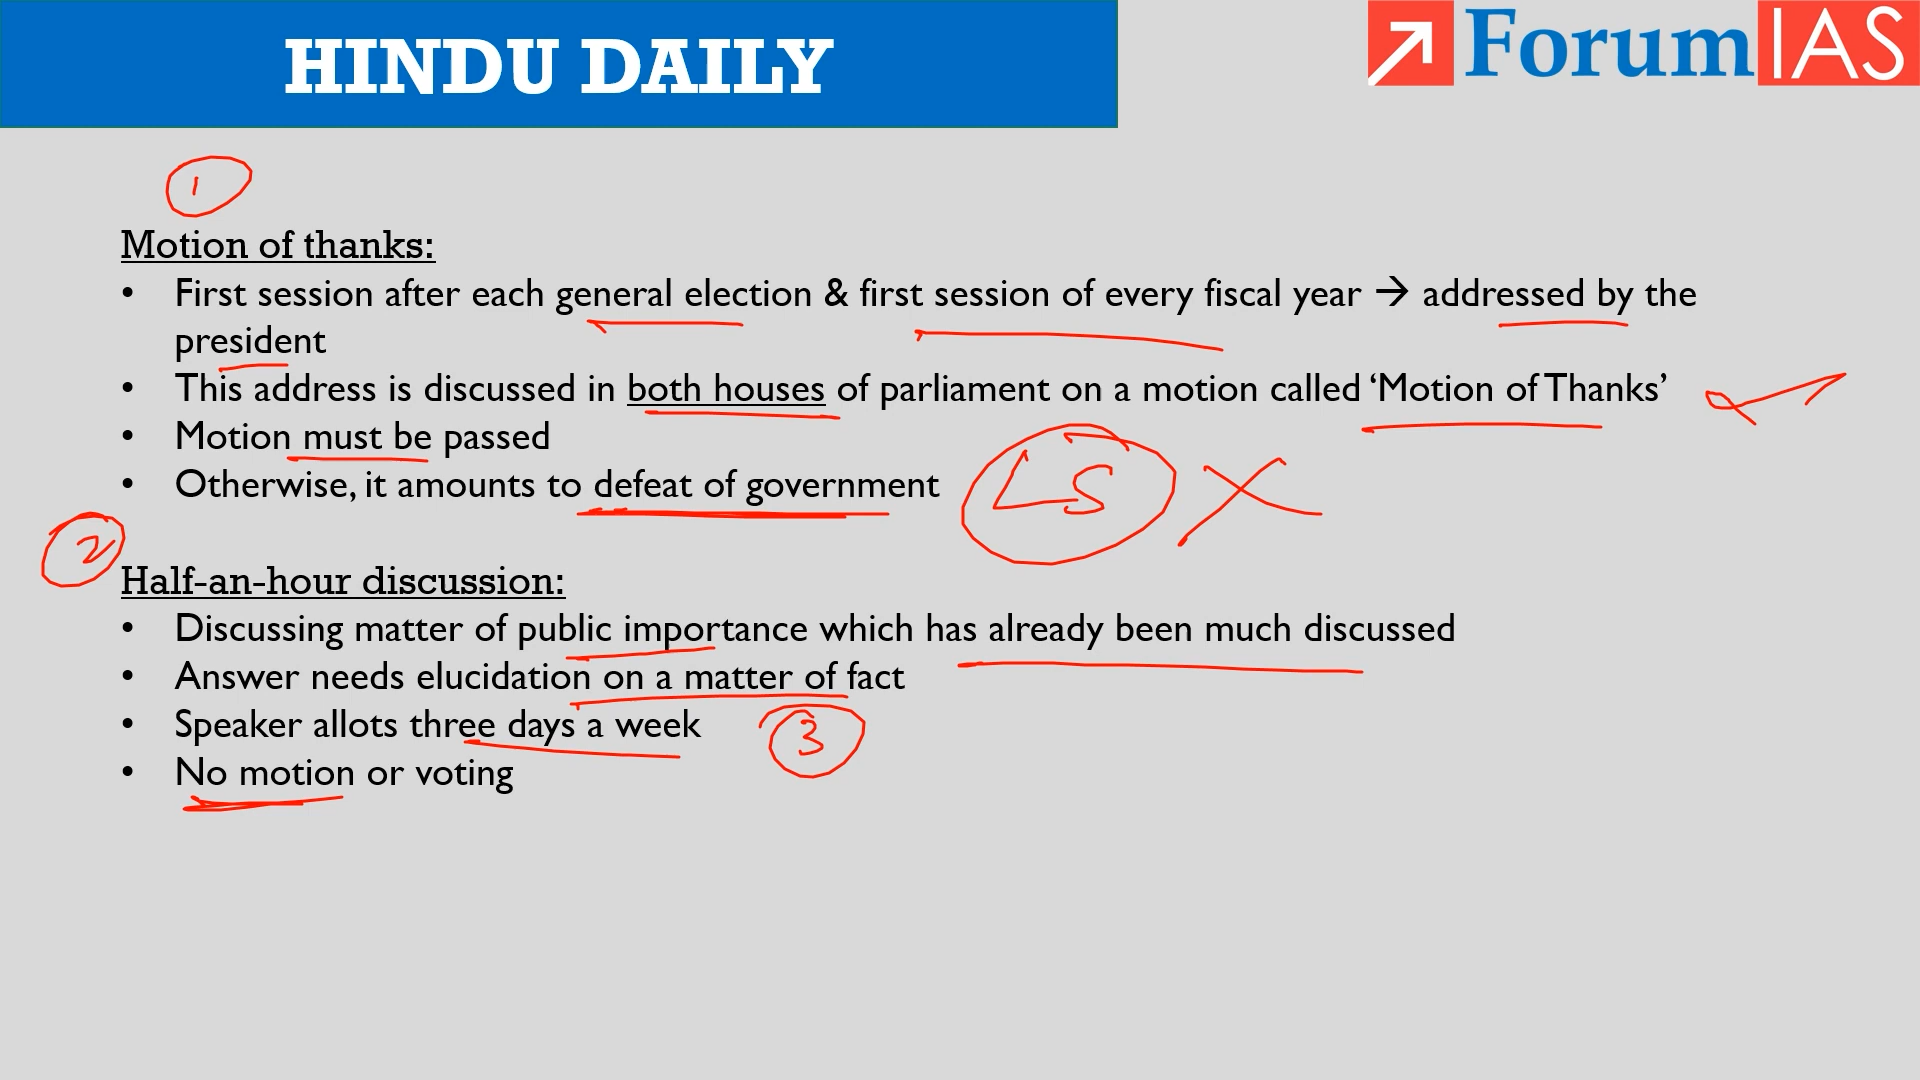 HINDU DAILY
Forum IAS
1
Motion of thanks:
• First session after each general election & first session of every fiscal year → addressed by the
president
• This address is discussed in both houses of parliament on a motion called ‘Motion of Thanks’
• Motion must be passed
• Otherwise, it amounts to defeat of government
LS
2
Half-an-hour discussion:
• Discussing matter of public importance which has already been much discussed
• Answer needs elucidation on a matter of fact
• Speaker allots three days a week
3
• No motion or voting